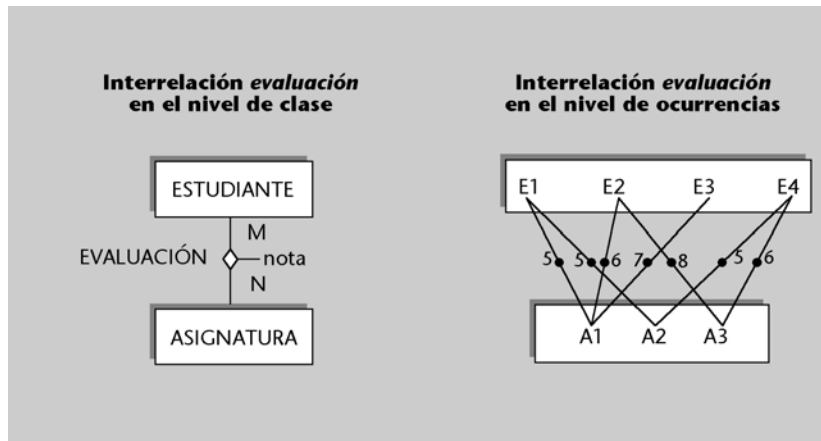 Interrelación evaluación
en el nivel de clase
ESTUDIANTE
M
EVALUACIÓN nota
N
ASIGNATURA
Interrelación evaluación
en el nivel de ocurrencias
E1 E2 E3 E4
5 5 6 7 8 5 6
A1 A2 A3